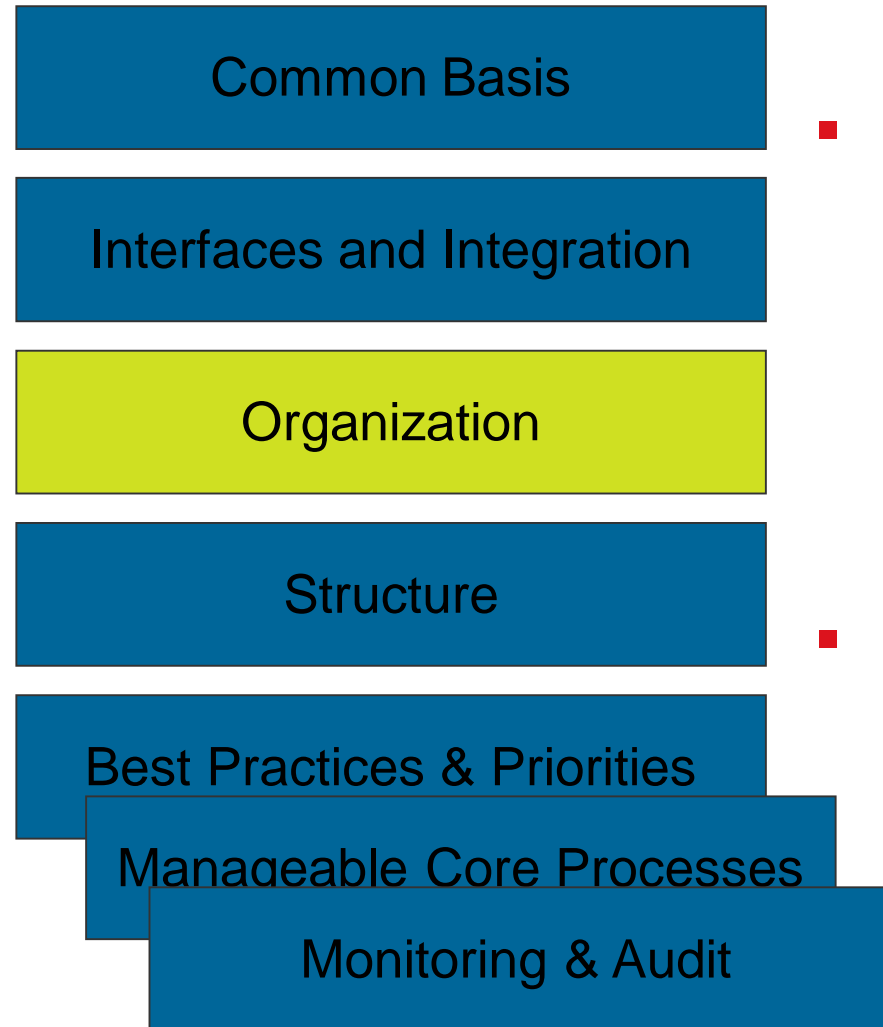 Common Basis
Interfaces and Integration
Organization
Structure
Best Practices & Priorities
Manageable Core Processes
Monitoring & Audit